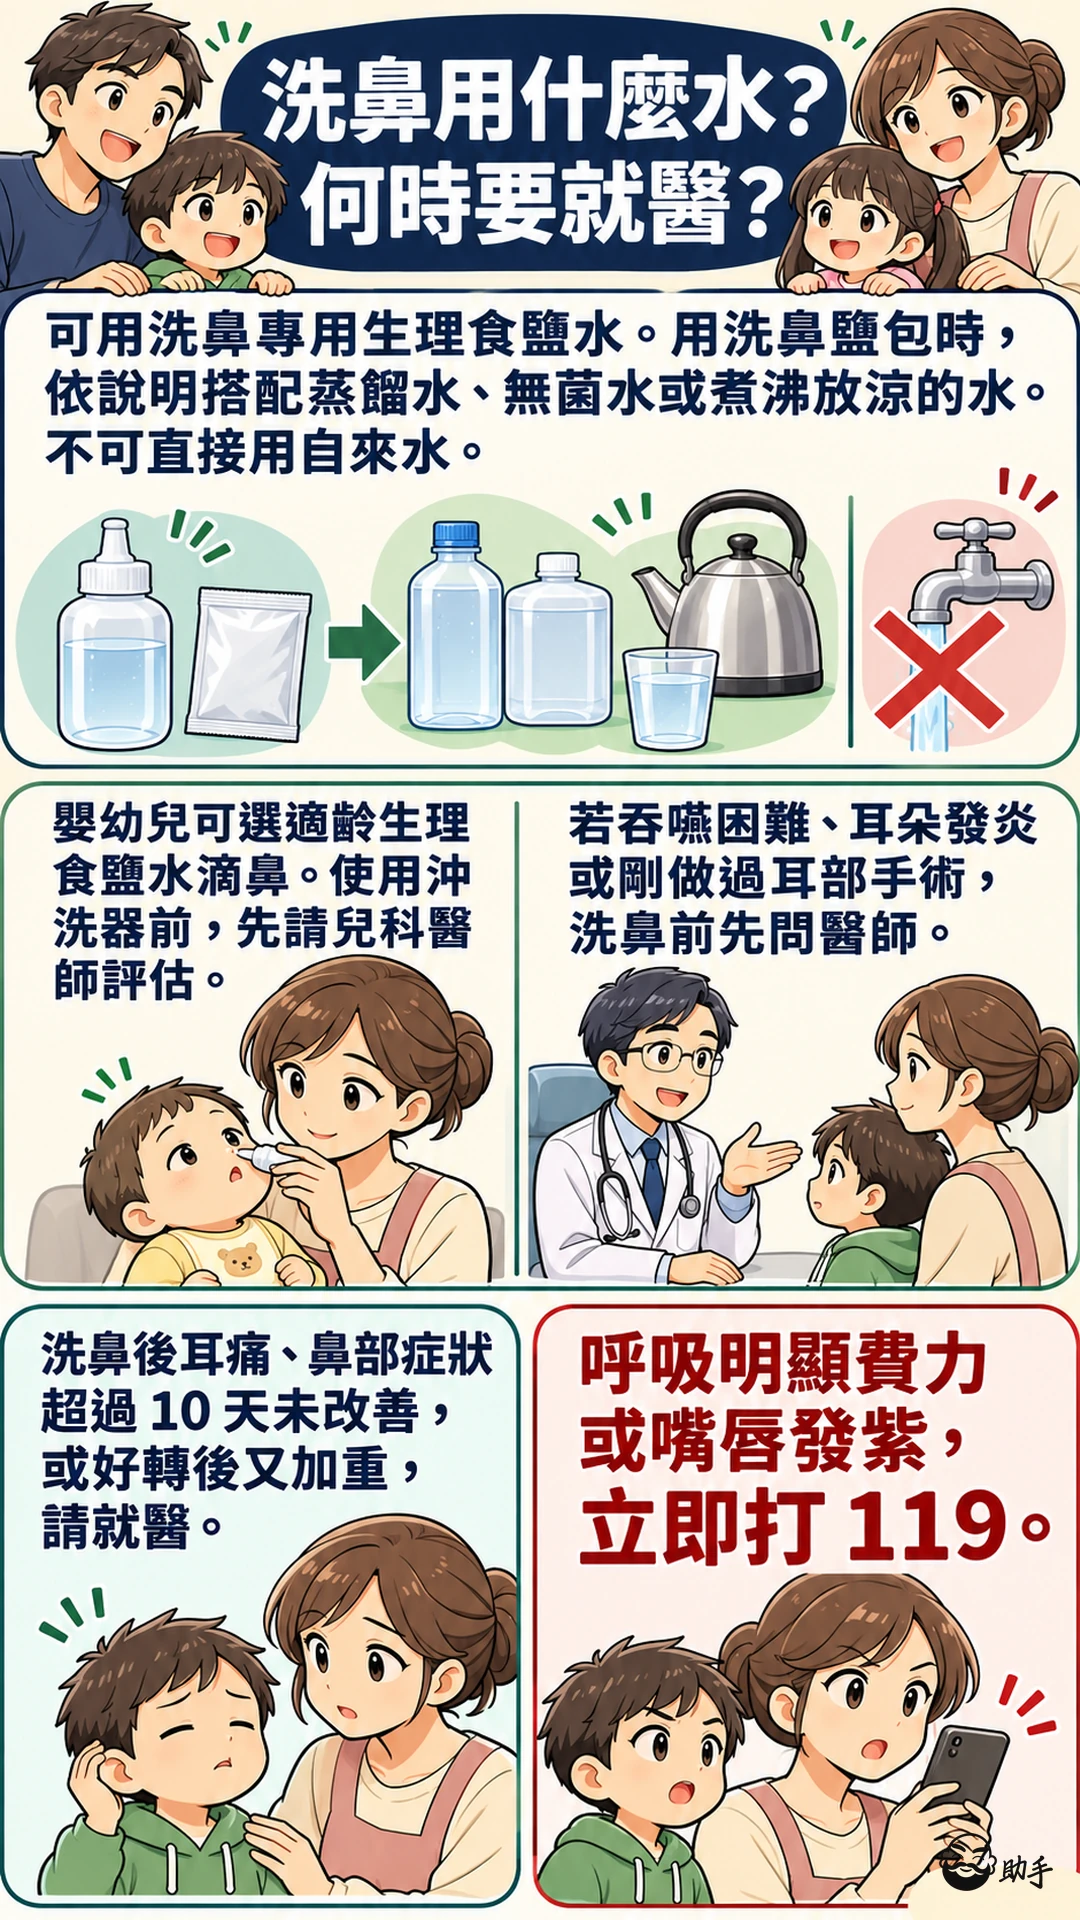 洗鼻用什麼水？
何時要就醫？
可用洗鼻專用生理食鹽水。用洗鼻鹽包時，
依說明搭配蒸餾水、無菌水或煮沸放涼的水。
不可直接用自來水。
嬰幼兒可選適齡生理
食鹽水滴鼻。使用沖
洗器前，先請兒科醫
師評估。
若吞嚥困難、耳朵發炎
或剛做過耳部手術，
洗鼻前先問醫師。
洗鼻後耳痛、鼻部症狀
超過 10 天未改善，
或好轉後又加重，
請就醫。
呼吸明顯費力
或嘴唇發紫，
立即打 119。
助手